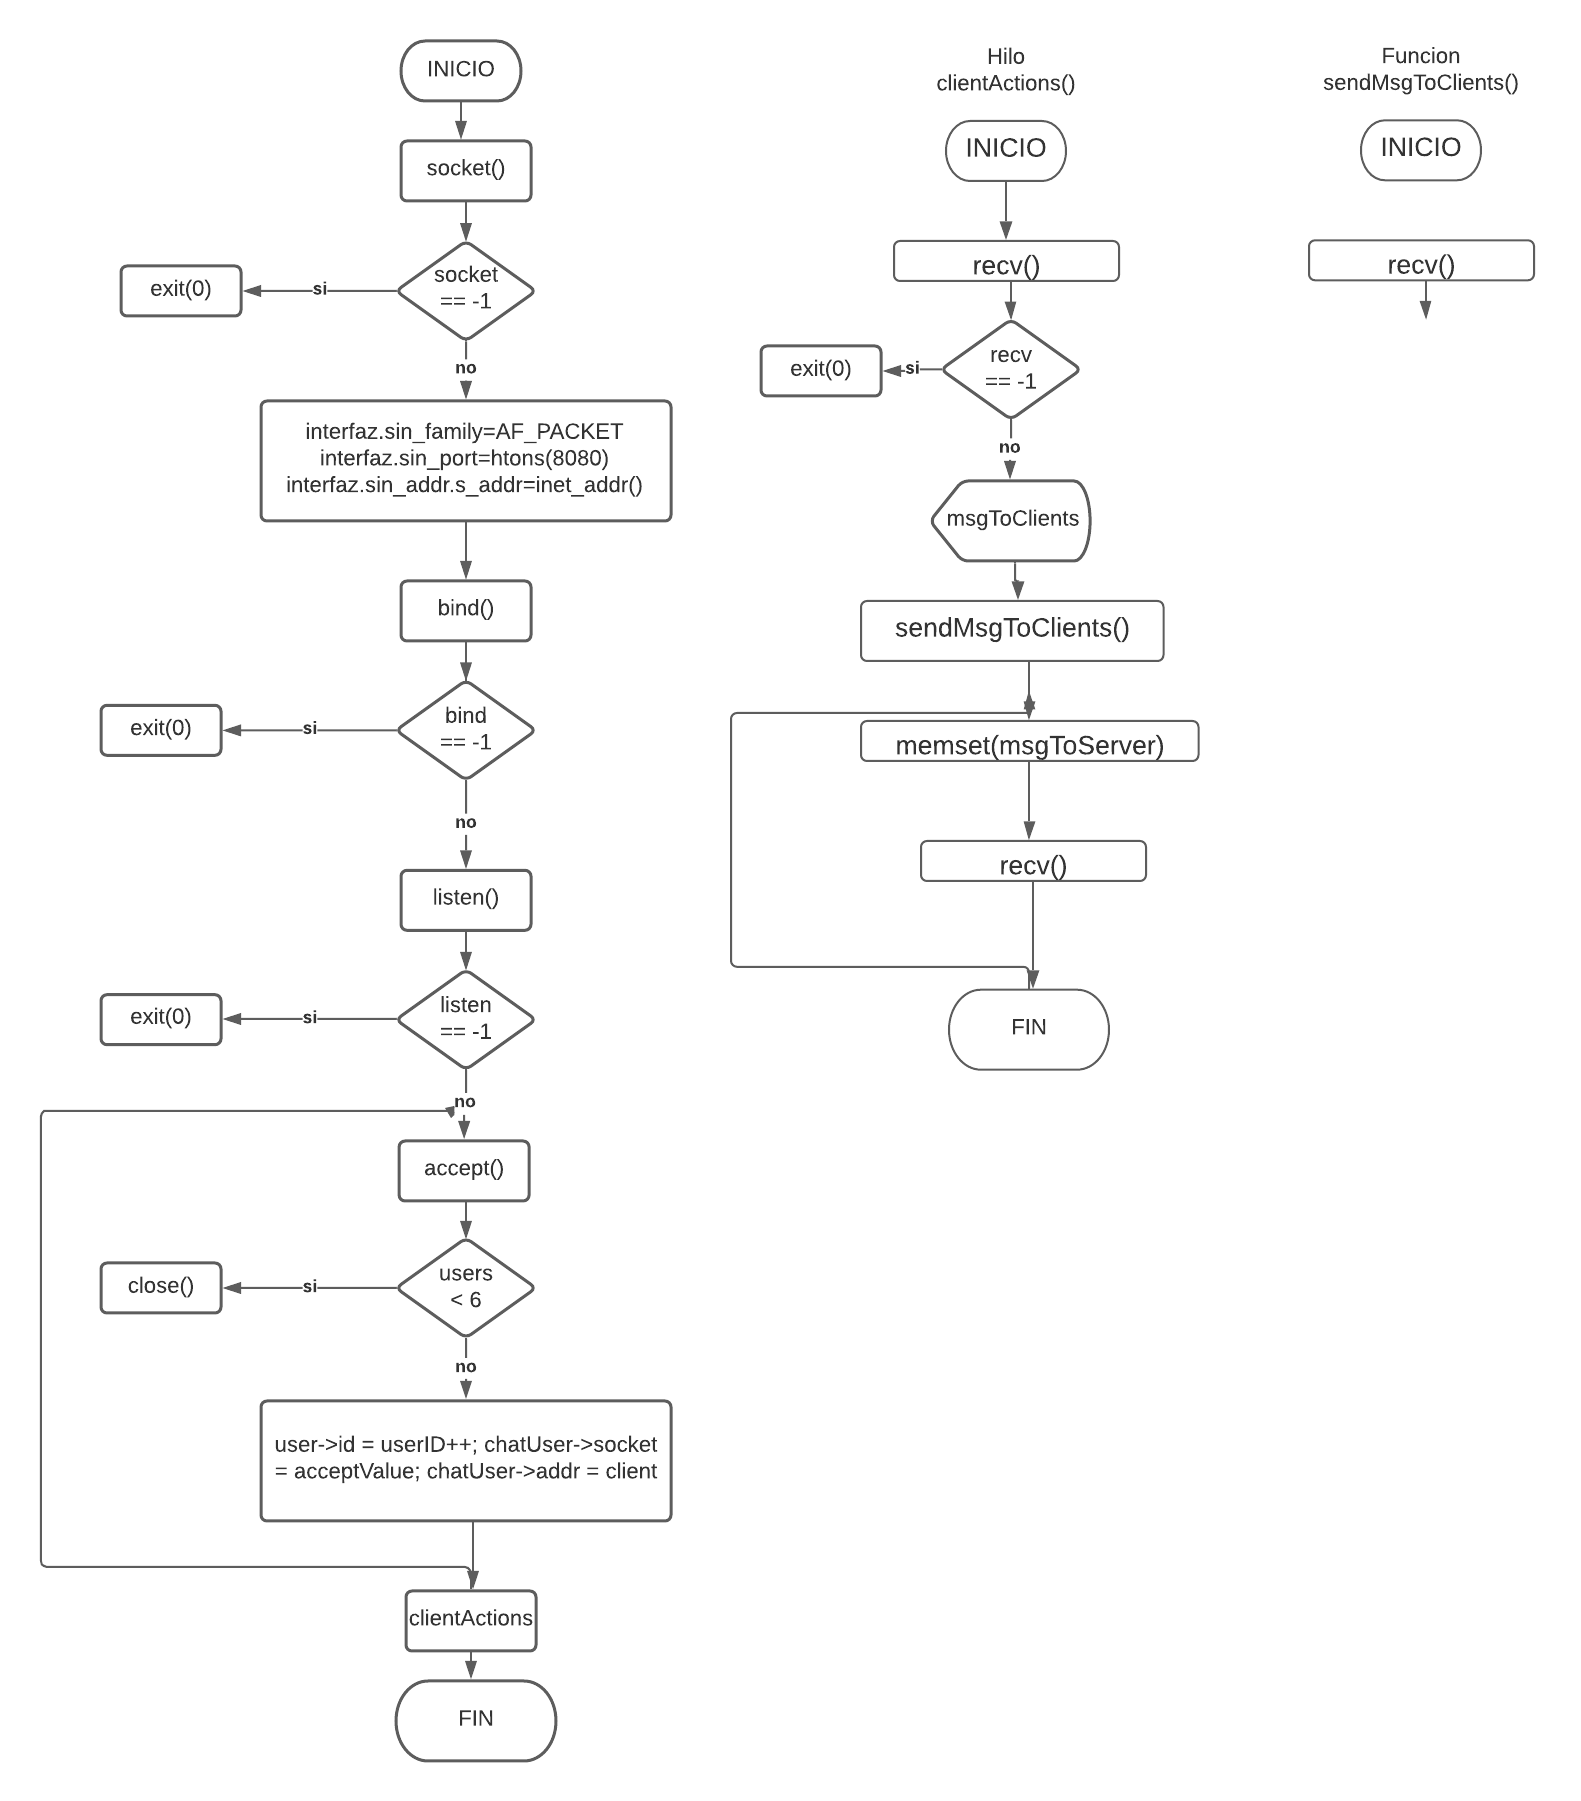 INICIO
socket()
socket
== -1
si
exit(0)
no
interfaz.sin_family=AF_PACKET
interfaz.sin_port=htons(8080)
interfaz.sin_addr.s_addr=inet_addr()
bind()
bind
== -1
si
exit(0)
no
listen()
listen
== -1
si
exit(0)
no
accept()
users
< 6
si
close()
no
user->id = userID++; chatUser->socket
= acceptValue; chatUser->addr = client
clientActions
FIN
Hilo
clientActions()
INICIO
recv()
recv
== -1
si
exit(0)
no
msgToClients
sendMsgToClients()
memset(msgToServer)
recv()
FIN
Funcion
sendMsgToClients()
INICIO
recv()